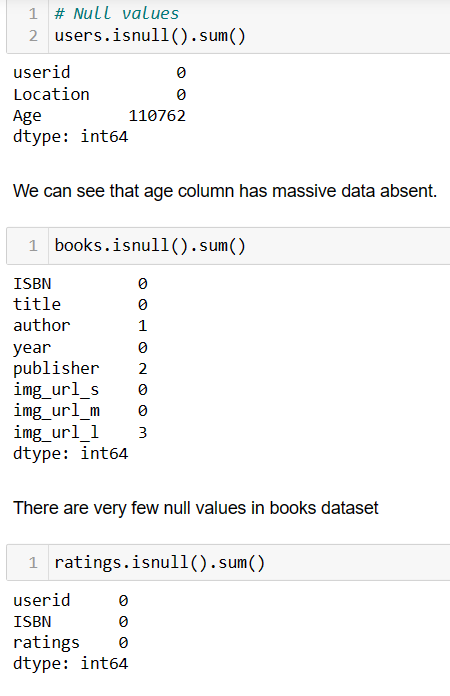 1 # Null values
2 users.isnull().sum()
userid 0
Location 0
Age 110762
dtype: int64
We can see that age column has massive data absent.
1 books.isnull().sum()
ISBN 0
title 0
author 1
year 0
publisher 2
img_url_s 0
img_url_m 0
img_url_l 3
dtype: int64
There are very few null values in books dataset
1 ratings.isnull().sum()
userid 0
ISBN 0
ratings 0
dtype: int64